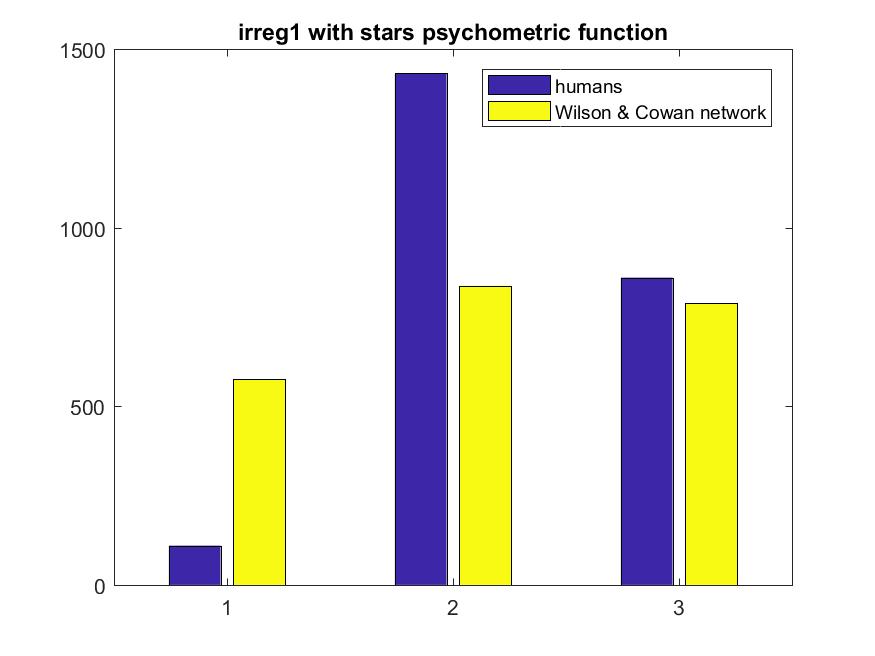 irreg1 with stars psychometric function
1500
humans
Wilson & Cowan network
1000
500
0
1 2 3